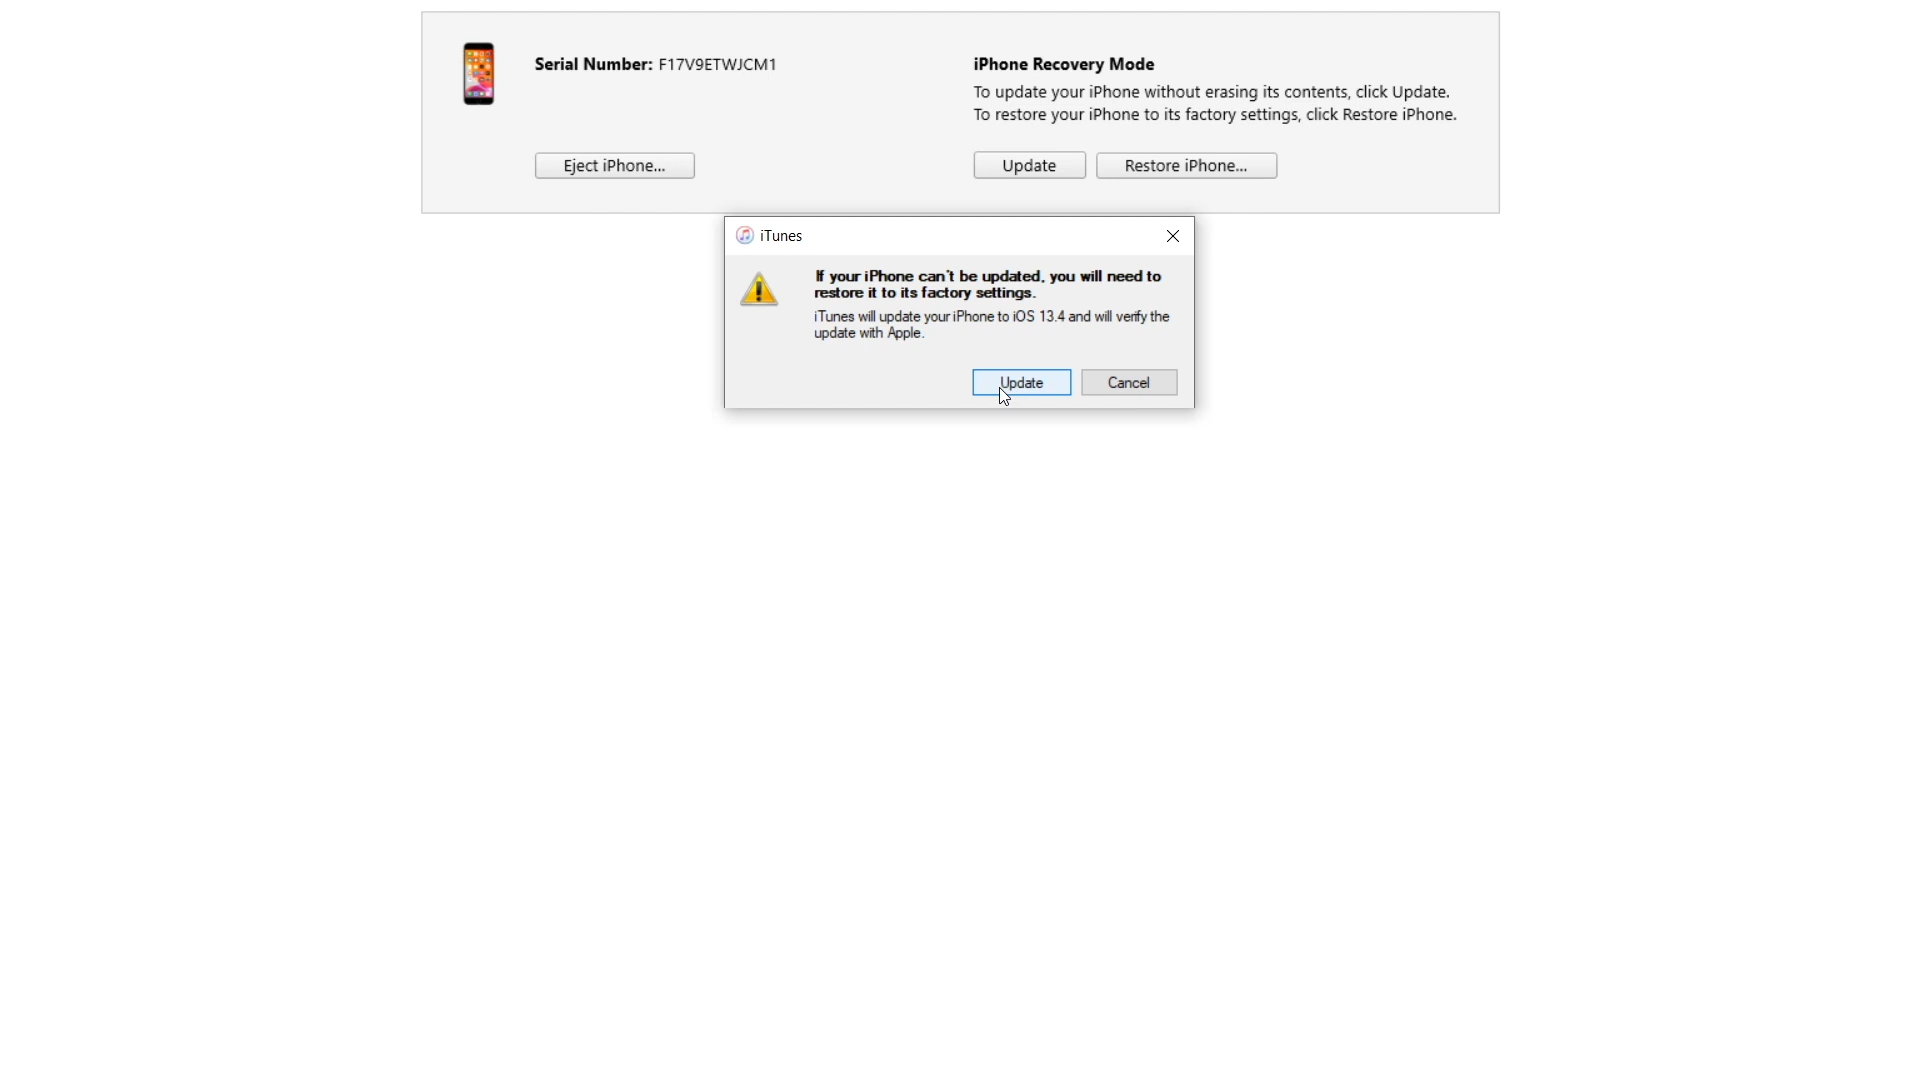 Serial Number: F17V9ETWJCM1
iPhone Recovery Mode
To update your iPhone without erasing its contents, click Update.
To restore your iPhone to its factory settings, click Restore iPhone.
Eject iPhone...
Update
Restore iPhone...
iTunes
If your iPhone can't be updated, you will need to
restore it to its factory settings.
iTunes will update your iPhone to iOS 13.4 and will verify the
update with Apple.
Update
Cancel